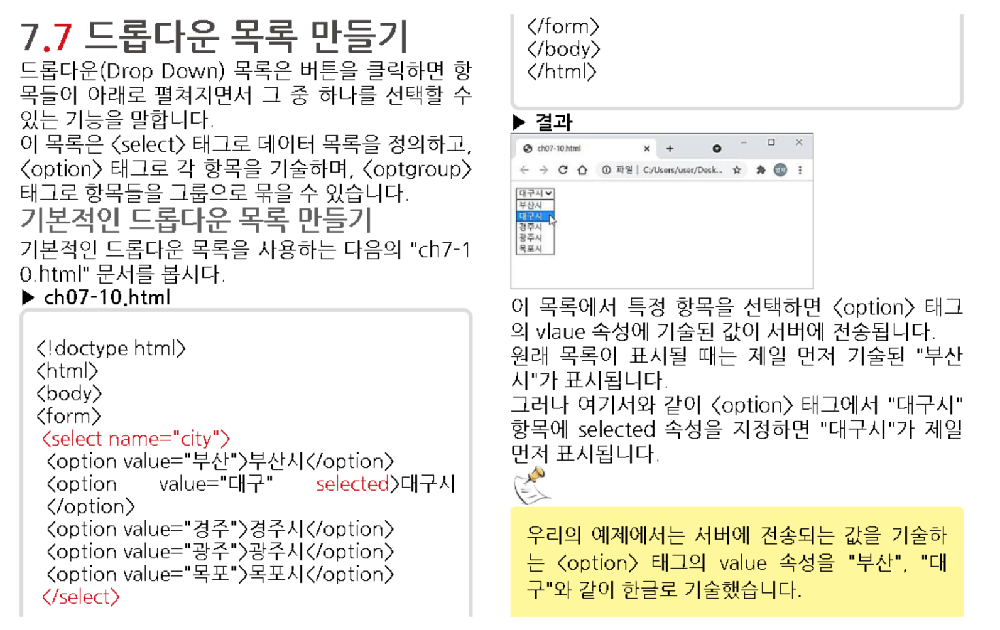 7.7 드롭다운 목록 만들기
드롭다운(Drop Down) 목록은 버튼을 클릭하면 항
목들이 아래로 펼쳐지면서 그 중 하나를 선택할 수
있는 기능을 말합니다.
이 목록은 <select> 태그로 데이터 목록을 정의하고,
<option> 태그로 각 항목을 기술하며, <optgroup>
태그로 항목들을 그룹으로 묶을 수 있습니다.
기본적인 드롭다운 목록 만들기
기본적인 드롭다운 목록을 사용하는 다음의 "ch7-1
0.html" 문서를 봅시다.
▶ ch07-10.html
<!doctype html>
<html>
<body>
<form>
<select name="city">
<option value="부산">부산시</option>
<option value="대구" selected>대구시
</option>
<option value="경주">경주시</option>
<option value="광주">광주시</option>
<option value="목포">목포시</option>
</select>
</form>
</body>
</html>
▶ 결과
ch07-10.html
파일 | C:/Users/user/Desk...
대구시
부산시
대구시
경주시
광주시
목포시
이 목록에서 특정 항목을 선택하면 <option> 태그
의 vlaue 속성에 기술된 값이 서버에 전송됩니다.
원래 목록이 표시될 때는 제일 먼저 기술된 "부산
시"가 표시됩니다.
그러나 여기서와 같이 <option> 태그에서 "대구시"
항목에 selected 속성을 지정하면 "대구시"가 제일
먼저 표시됩니다.
우리의 예제에서는 서버에 전송되는 값을 기술하
는 <option> 태그의 value 속성을 "부산", "대
구"와 같이 한글로 기술했습니다.